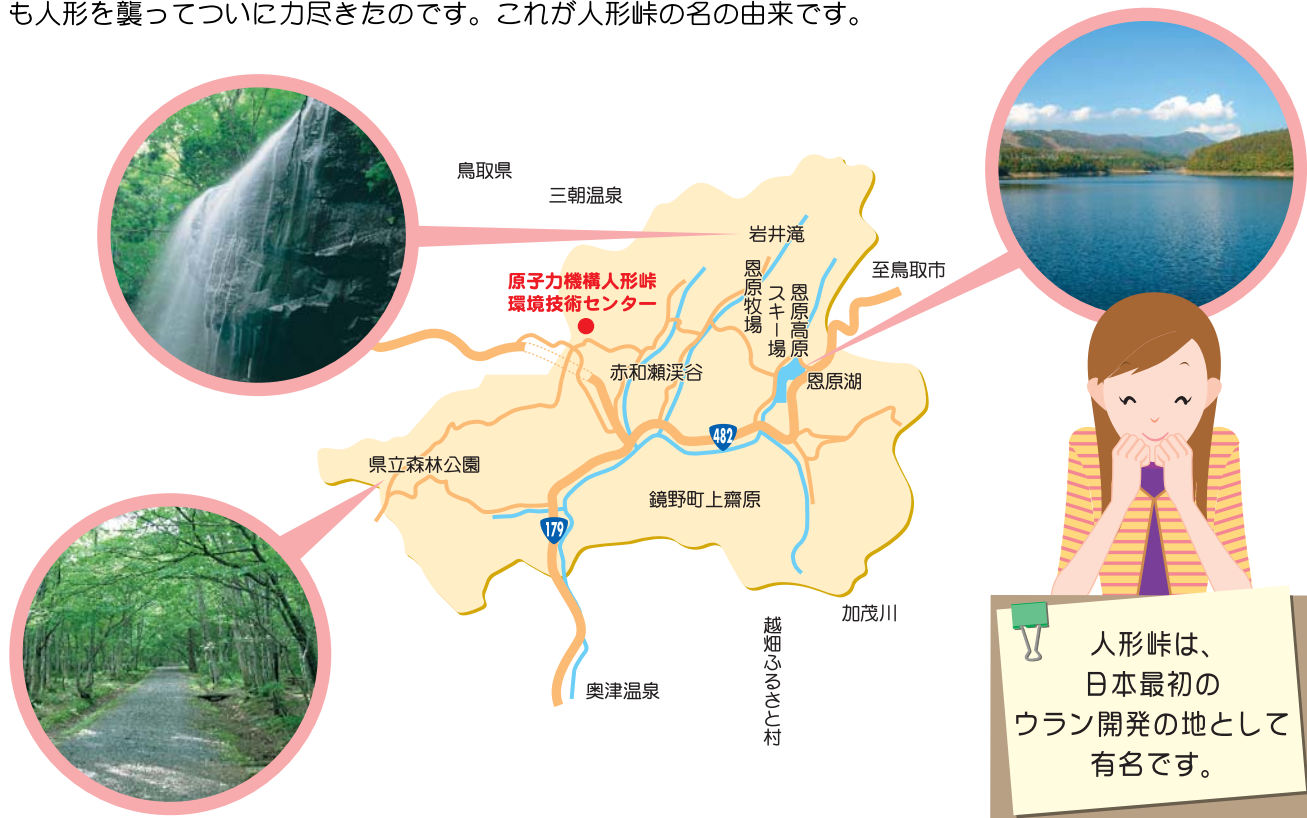 も人形を襲ってついに力尽きたのです。これが人形峠の名の由来です。
鳥取県
三朝温泉
岩井滝
至鳥取市
原子力機構人形峠
環境技術センター
恩原牧場
恩原高原
スキー場
赤和瀬渓谷
恩原湖
482
県立森林公園
鏡野町上齋原
179
加茂川
越畑ふるさと村
奥津温泉
人形峠は、
日本最初の
ウラン開発の地として
有名です。